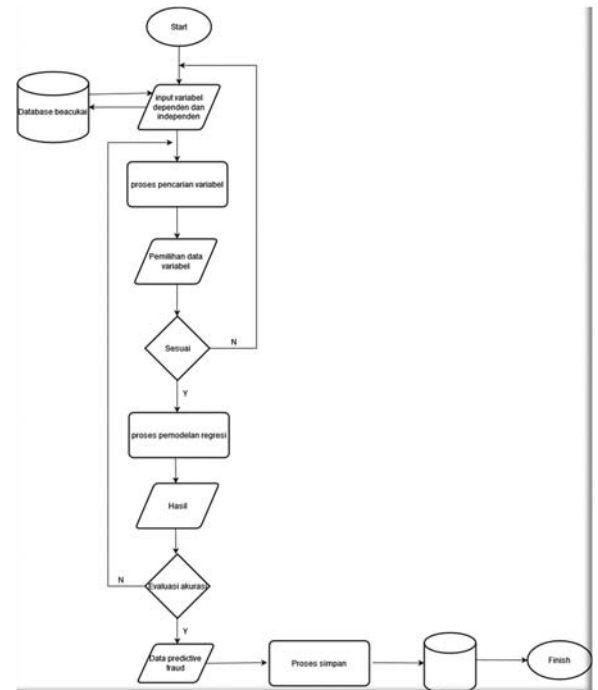 Start
input variabel
dependen dan
independen
Database beacukai
proses pencarian variabel
Pemilihan data
variabel
Sesuai
N
Y
proses pemodelan regresi
Hasil
Evaluasi akurasi
N
Y
Data predictive
fraud
Proses simpan
Finish